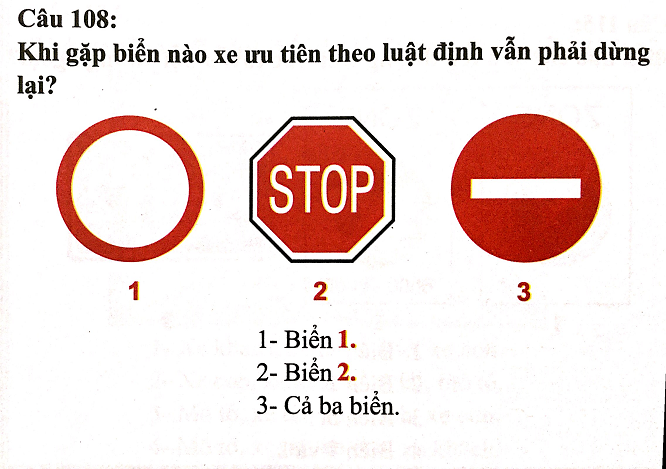 Câu 108:
Khi gặp biển nào xe ưu tiên theo luật định vẫn phải dừng
lại?
STOP
1 2 3
1- Biển 1.
2- Biển 2.
3- Cả ba biển.